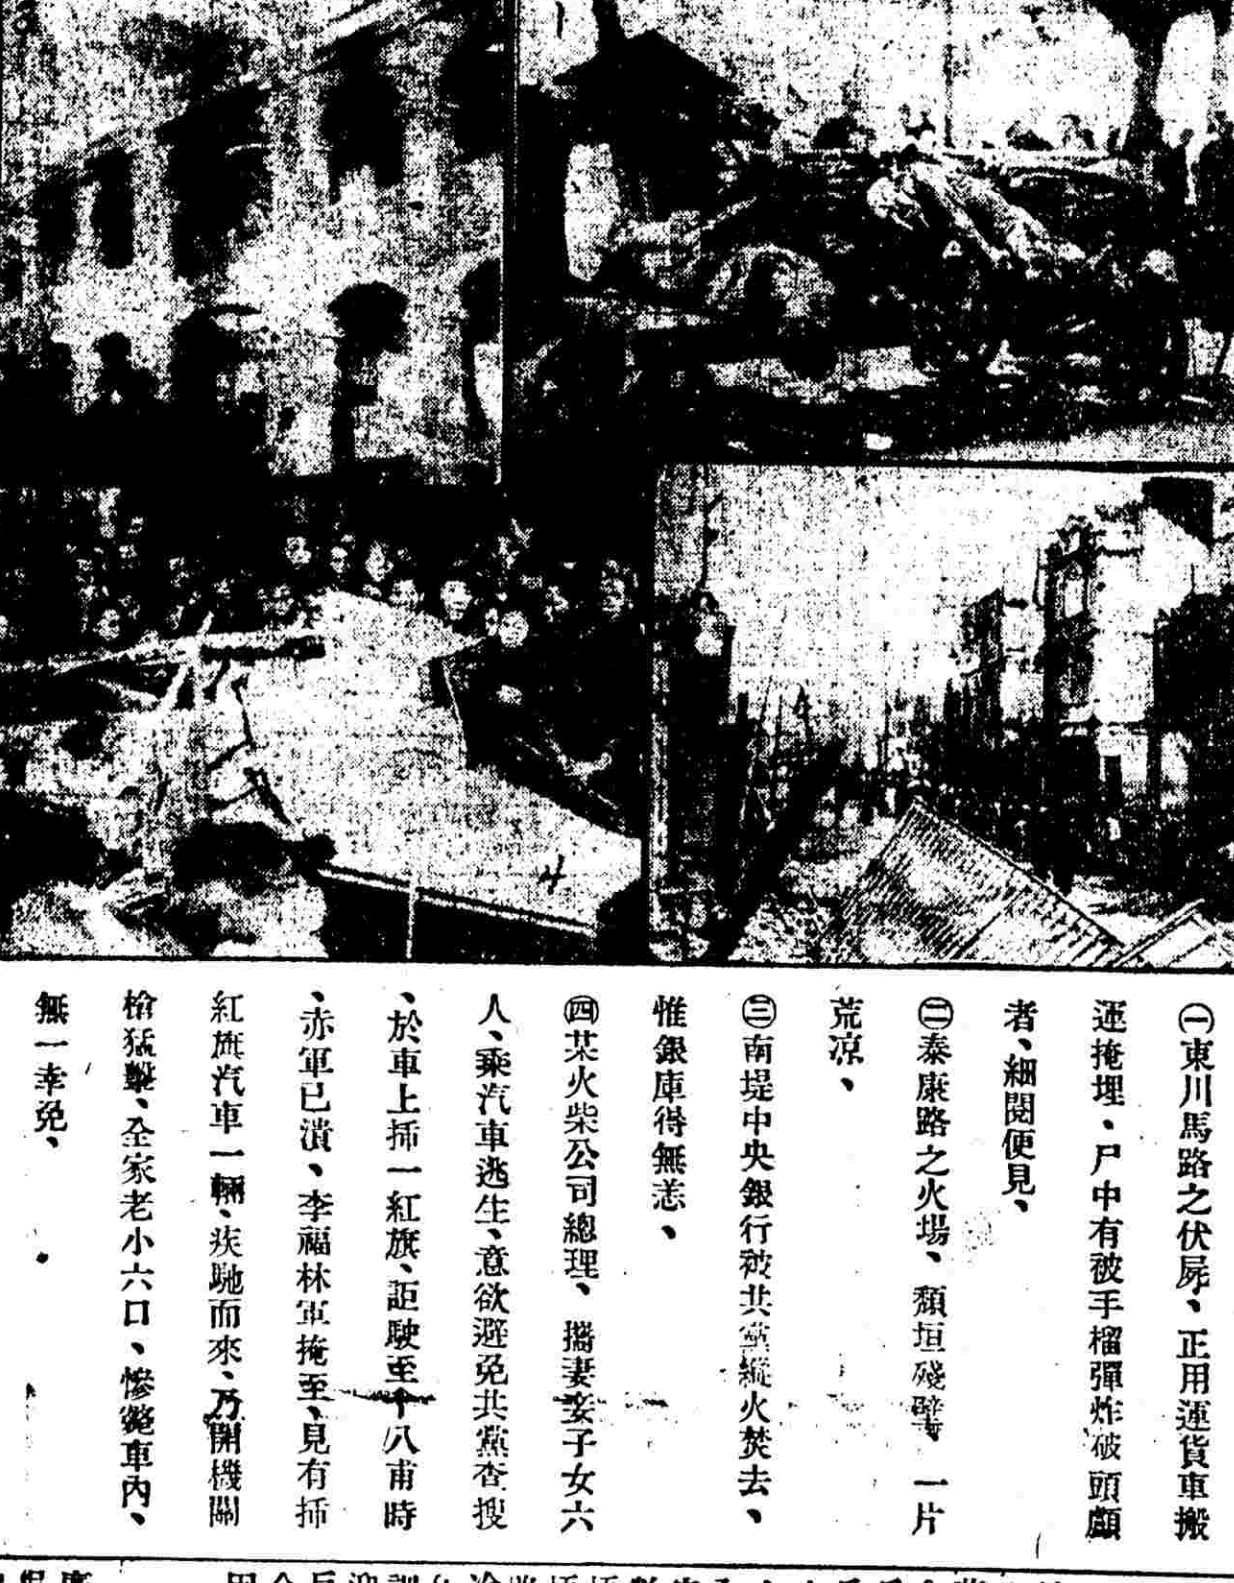 ㊀東川馬路之伏屍、正用運貨車搬
運掩埋、尸中有被手榴彈炸破頭顱
者、細閱便見、
㊁泰康路之火場、頹垣殘壁、一片
荒凉、
㊂南堤中央銀行被共黨縱火焚去、
惟銀庫得無恙、
㊃某火柴公司總理、攜妻妾子女六
人、乘汽車逃生、意欲避免共黨查搜
、於車上揷一紅旗、詎駛至十八甫時
、赤軍已潰、李福林軍掩至、見有揷
紅旗汽車一輛、疾馳而來、乃開機關
槍猛擊、全家老小六口、慘斃車內、
無一幸免、